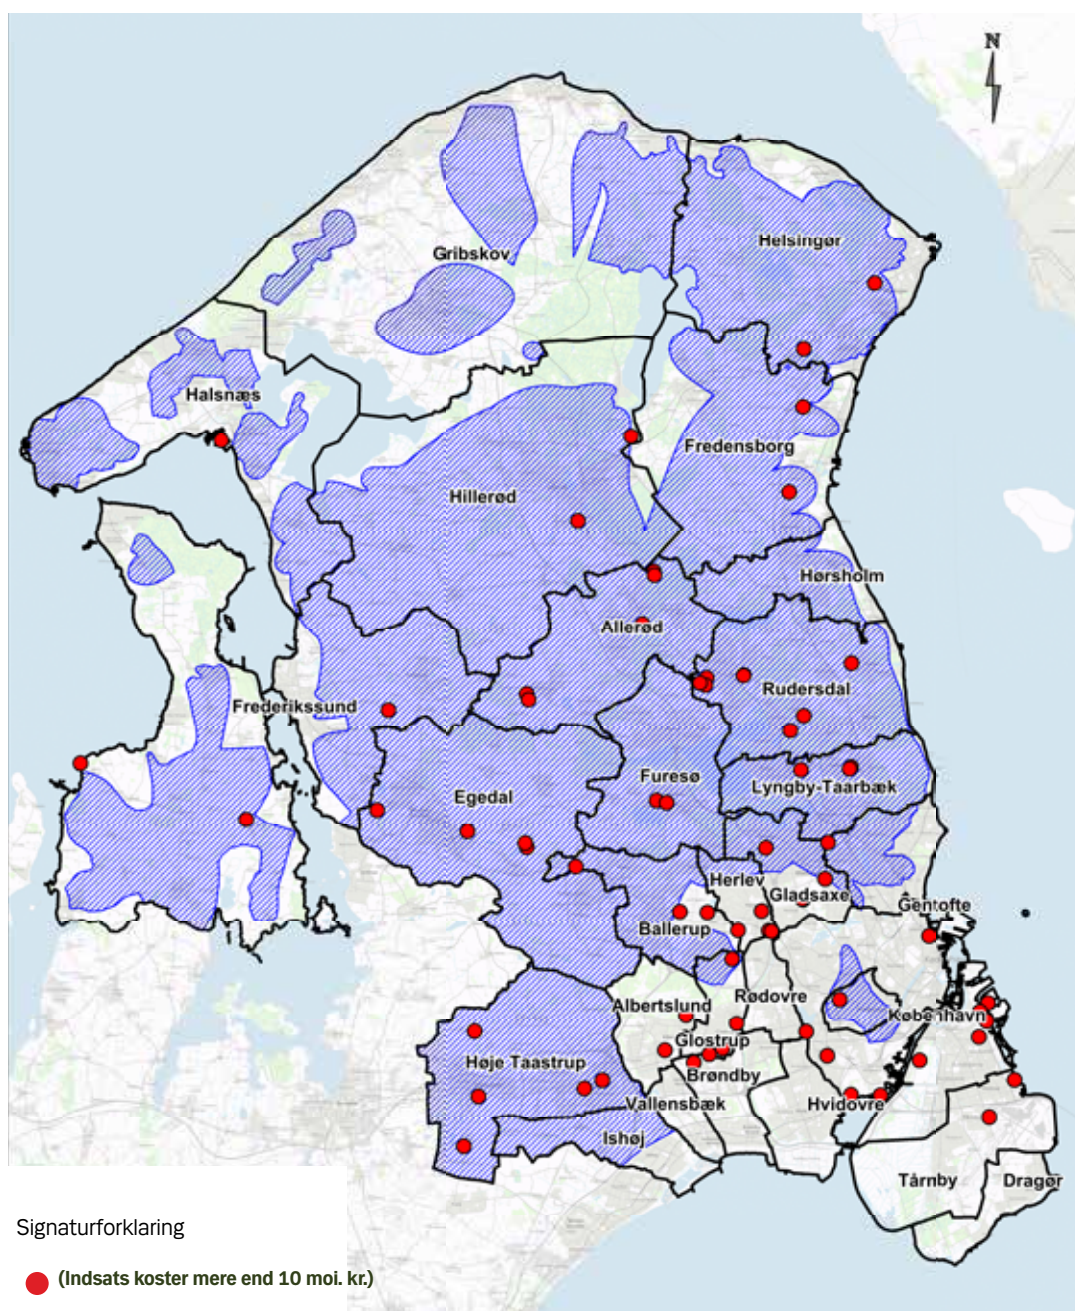 N
Helsingør
Gribskov
Halsnæs
Fredensborg
Hillerød
Hørsholm
Allerød
Rudersdal
Frederikssund
Furesø
Lyngby-Taarbæk
Egedal
Herlev
Gladsaxe
Gentofte
Ballerup
Rødovre
Albertslund
København
Glostrup
Høje Taastrup
Brøndby
Vallensbæk
Hvidovre
Ishøj
Tårnby
Dragør
Signaturforklaring
(Indsats koster mere end 10 moi. kr.)